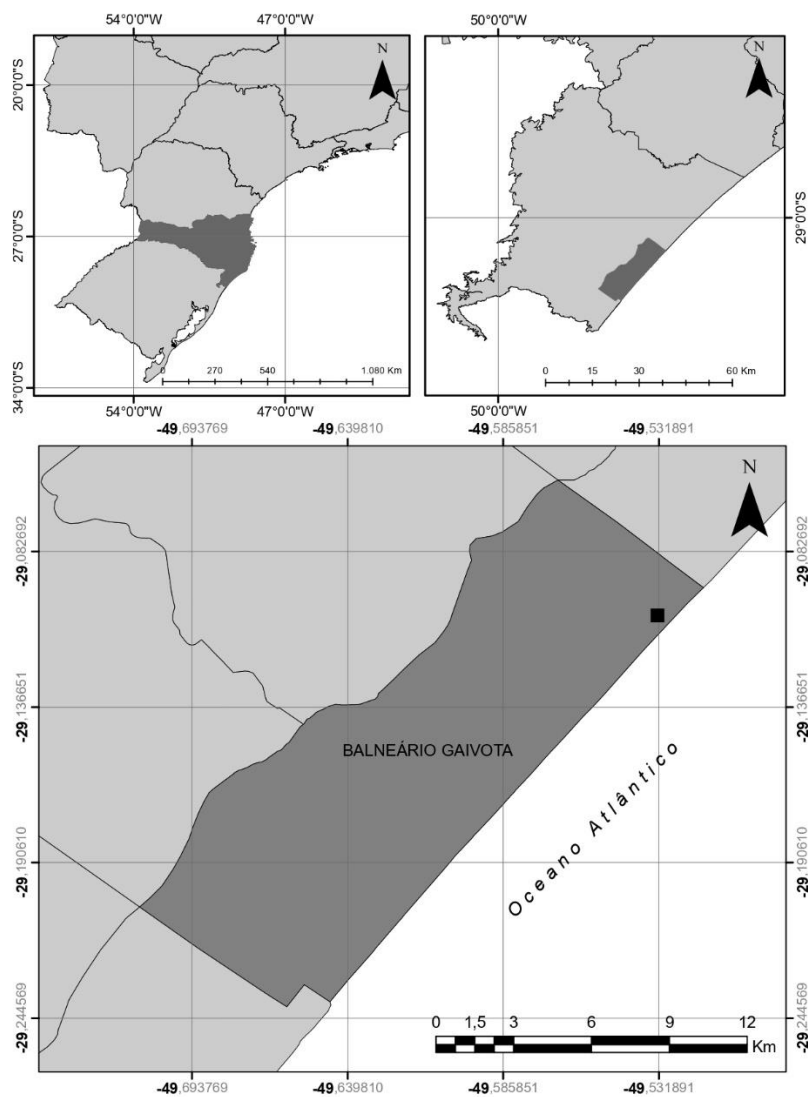 54°0'0"W 47°0'0"W
N
20°0'0"S
27°0'0"S
34°0'0"S
0 270 540 1.080 Km
54°0'0"W 47°0'0"W
50°0'0"W
N
29°0'0"S
0 15 30 60 Km
50°0'0"W
-49,693769 -49,639810 -49,585851 -49,531891
N
-29,082692 -29,082692
-29,136651 -29,136651
BALNEÁRIO GAIVOTA
Oceano Atlântico
-29,190610 -29,190610
-29,244569 -29,244569
0 1,5 3 6 9 12
Km
-49,693769 -49,639810 -49,585851 -49,531891